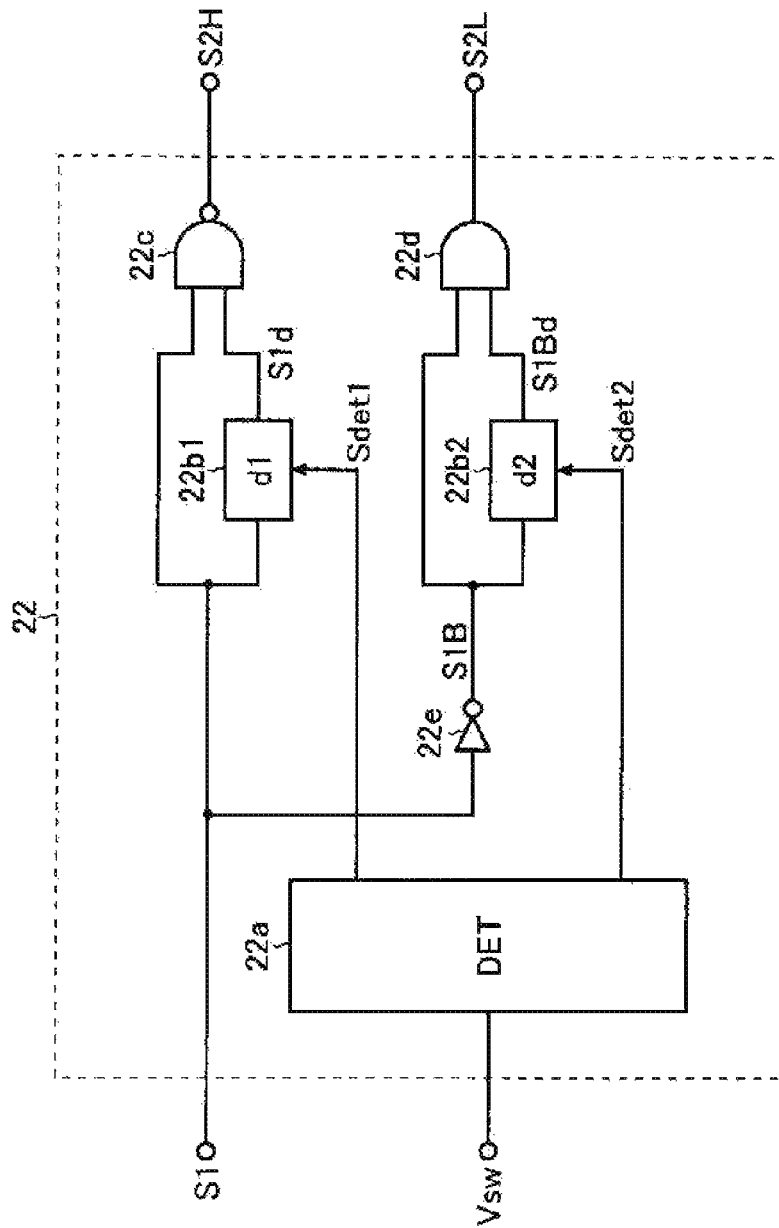 22
S1
Vsw
22a
DET
22b1
d1
S1d
22c
S2H
Sdet1
22e
S1B
22b2
d2
S1Bd
22d
S2L
Sdet2